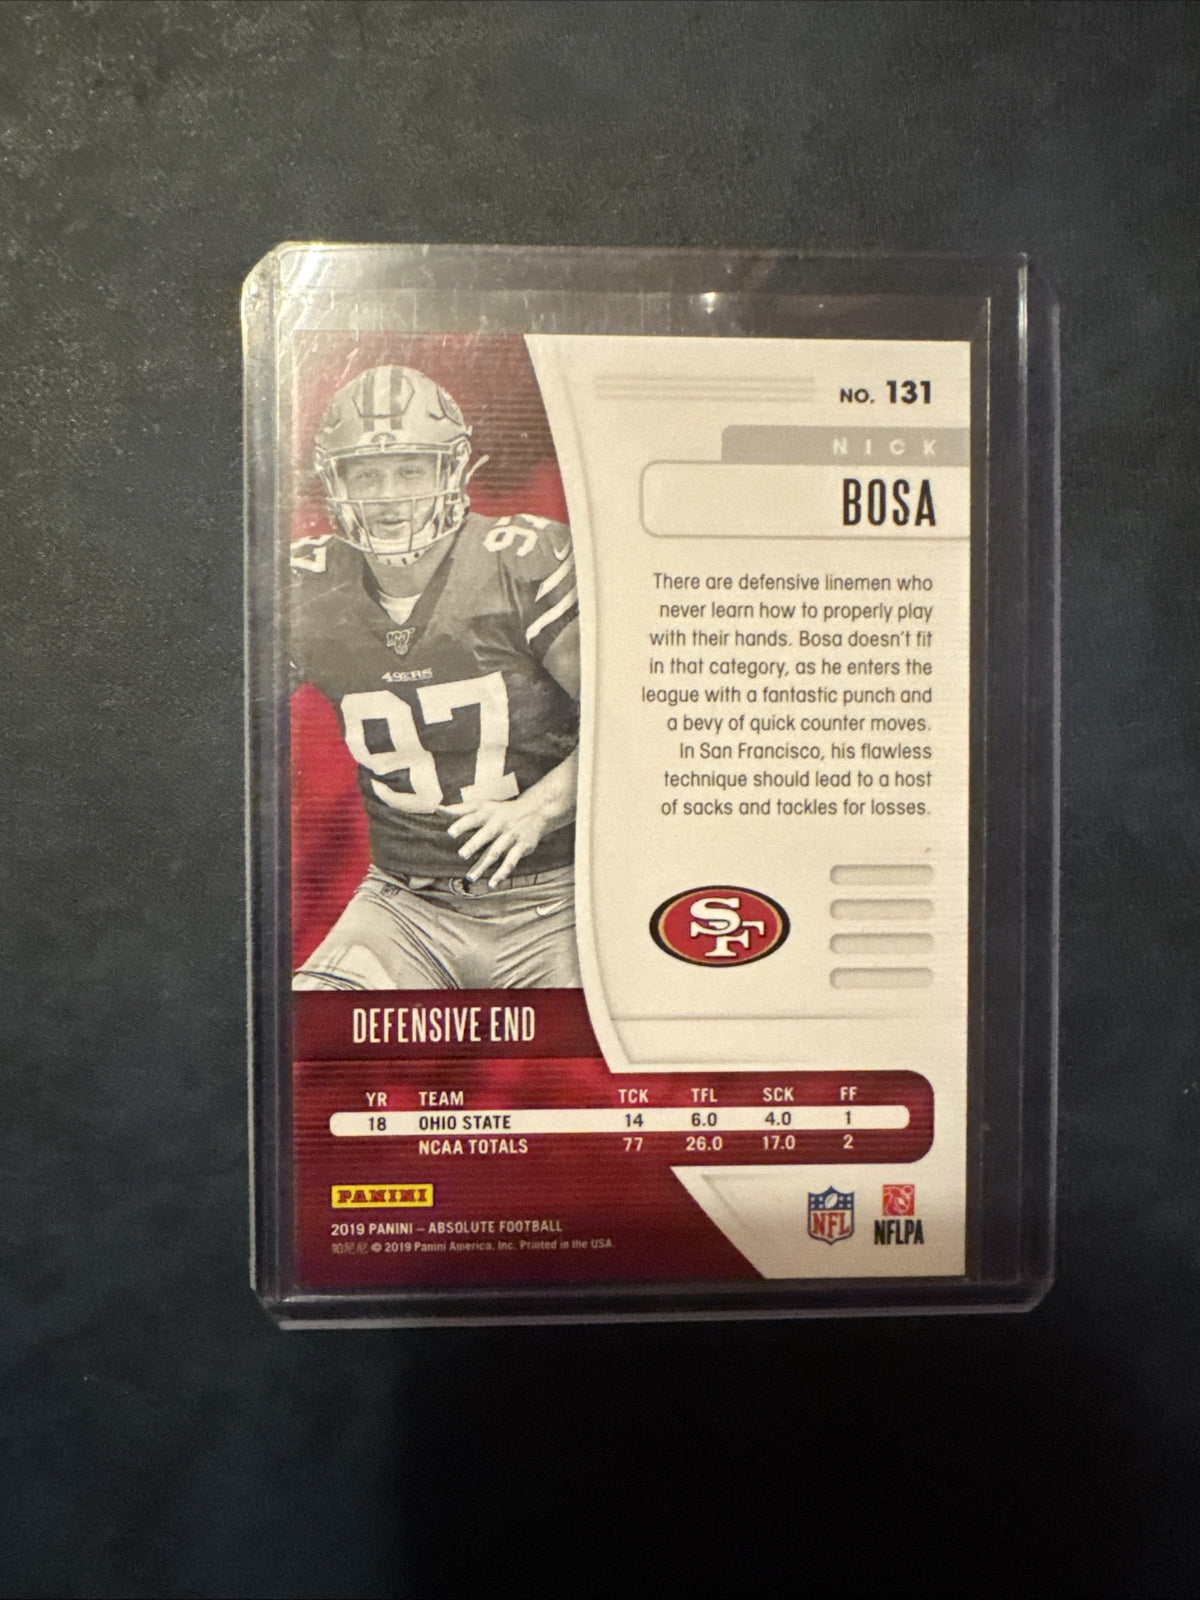 NO. 131
NICK
BOSA
There are defensive linemen who
never learn how to properly play
with their hands. Bosa doesn't fit
in that category, as he enters the
league with a fantastic punch and
a bevy of quick counter moves.
In San Francisco, his flawless
technique should lead to a host
of sacks and tackles for losses.
97
49ERS
97
SF
DEFENSIVE END
YR TEAM TCK TFL SCK FF
18 OHIO STATE 14 6.0 4.0 1
NCAA TOTALS 77 26.0 17.0 2
PANINI
2019 PANINI – ABSOLUTE FOOTBALL
帕尼尼 © 2019 Panini America, Inc. Printed in the USA.
NFL
NFLPA